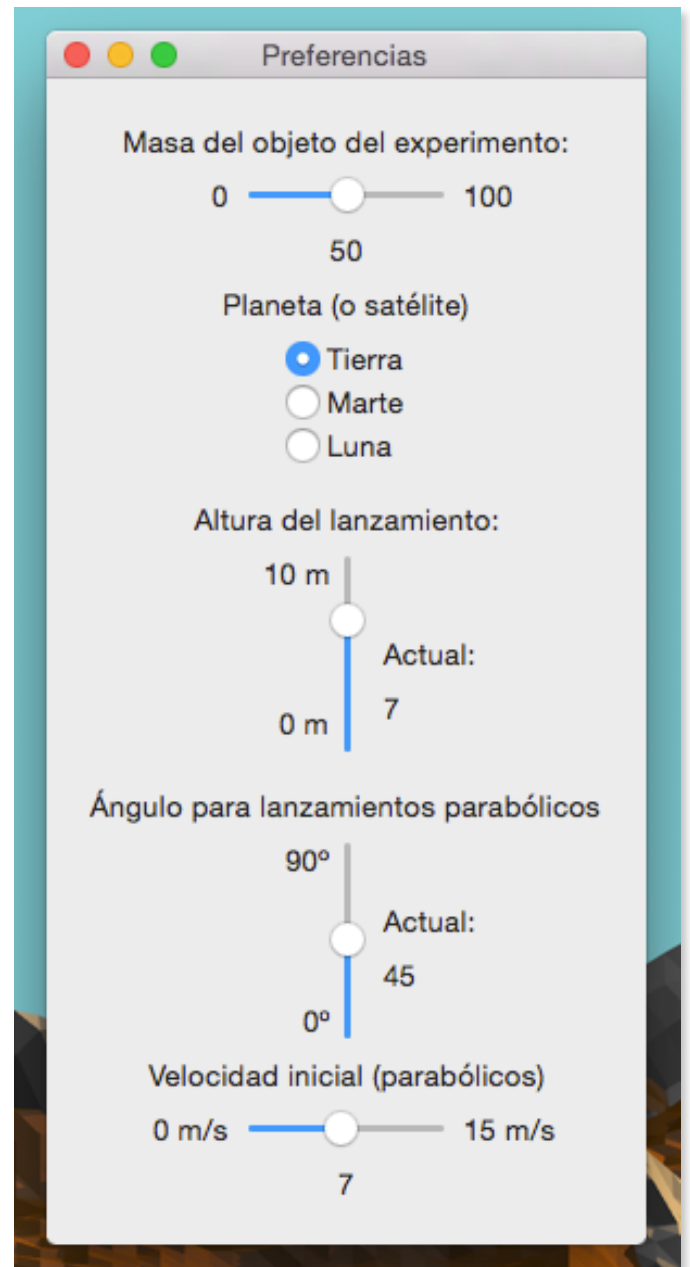 Preferencias
Masa del objeto del experimento:
0 100
50
Planeta (o satélite)
Tierra
Marte
Luna
Altura del lanzamiento:
10 m
Actual:
7
0 m
Ángulo para lanzamientos parabólicos
90º
Actual:
45
0º
Velocidad inicial (parabólicos)
0 m/s 15 m/s
7